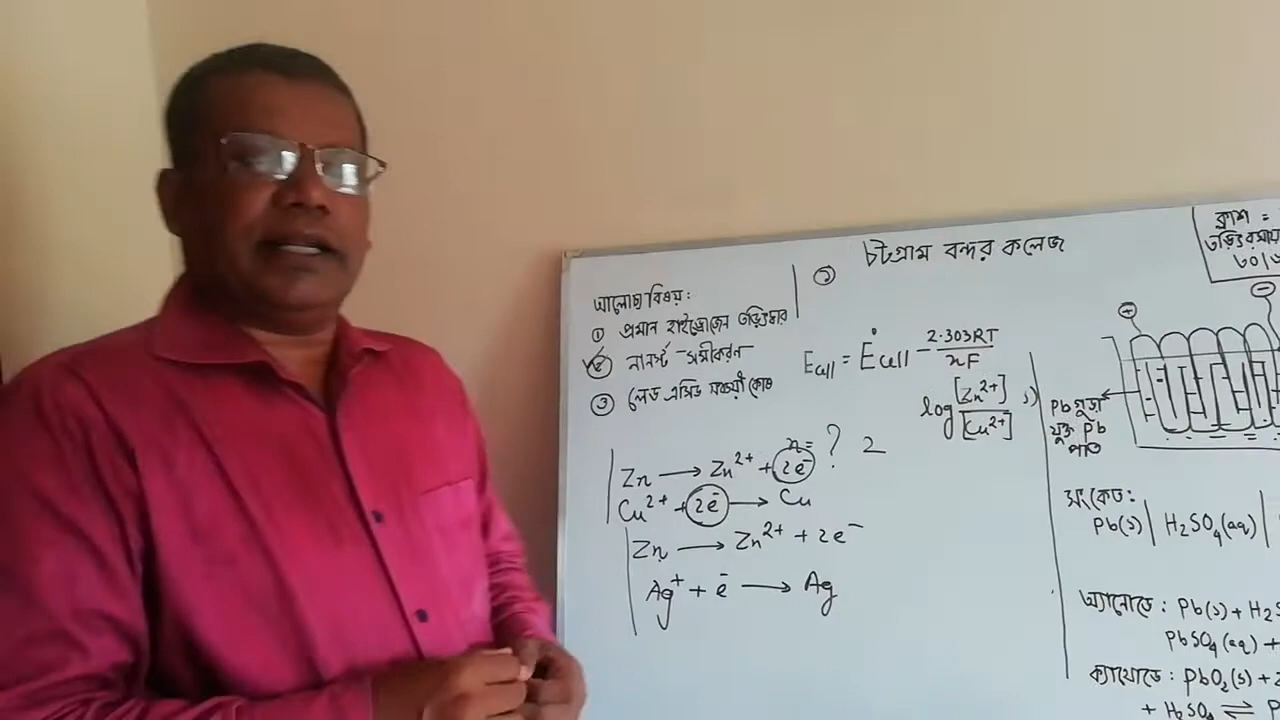 চট্টগ্রাম বন্দর কলেজ
আলোচ্য বিষয়:
① প্রমান হাইড্রোজেন তড়িৎদ্বার
② নার্নস্ট সমীকরণ
③ লেড এসিড সঞ্চয়ী কোষ
①
Ecell = E°cell - 2.303RT / nF
log [Zn²⁺] / [Cu²⁺]
n = ? 2
Zn → Zn²⁺ + 2e⁻
Cu²⁺ + 2e⁻ → Cu
Zn → Zn²⁺ + 2e⁻
Ag⁺ + e⁻ → Ag
ক্লাশ =
+
-
Pb গুড়া
যুক্ত Pb
পাত
সংকেত:
Pb(s) | H₂SO₄(aq) |
অ্যানোডে: Pb(s) +
PbSO₄(aq) +
ক্যাথোডে: PbO₂(s) +
+ H₂SO₄ ⇌